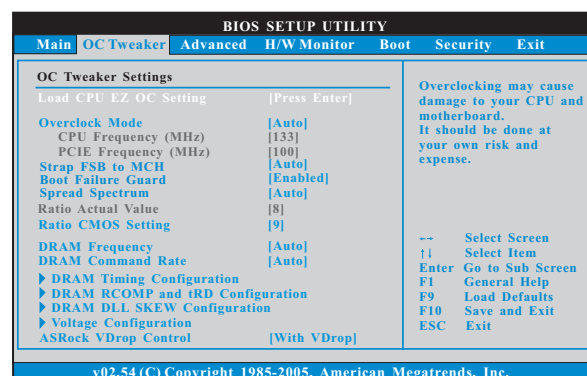 BIOS SETUP UTILITY
Main OC Tweaker Advanced H/W Monitor Boot Security Exit
OC Tweaker Settings
Load CPU EZ OC Setting [Press Enter]
Overclock Mode [Auto]
CPU Frequency (MHz) [133]
PCIE Frequency (MHz) [100]
Strap FSB to MCH [Auto]
Boot Failure Guard [Enabled]
Spread Spectrum [Auto]
Ratio Actual Value [8]
Ratio CMOS Setting [9]
DRAM Frequency [Auto]
DRAM Command Rate [Auto]
DRAM Timing Configuration
DRAM RCOMP and tRD Configuration
DRAM DLL SKEW Configuration
Voltage Configuration
ASRock VDrop Control [With VDrop]
Overclocking may cause
damage to your CPU and
motherboard.
It should be done at
your own risk and
expense.
←→ Select Screen
↑↓ Select Item
Enter Go to Sub Screen
F1 General Help
F9 Load Defaults
F10 Save and Exit
ESC Exit
v02.54 (C) Copyright 1985-2005, American Megatrends, Inc.